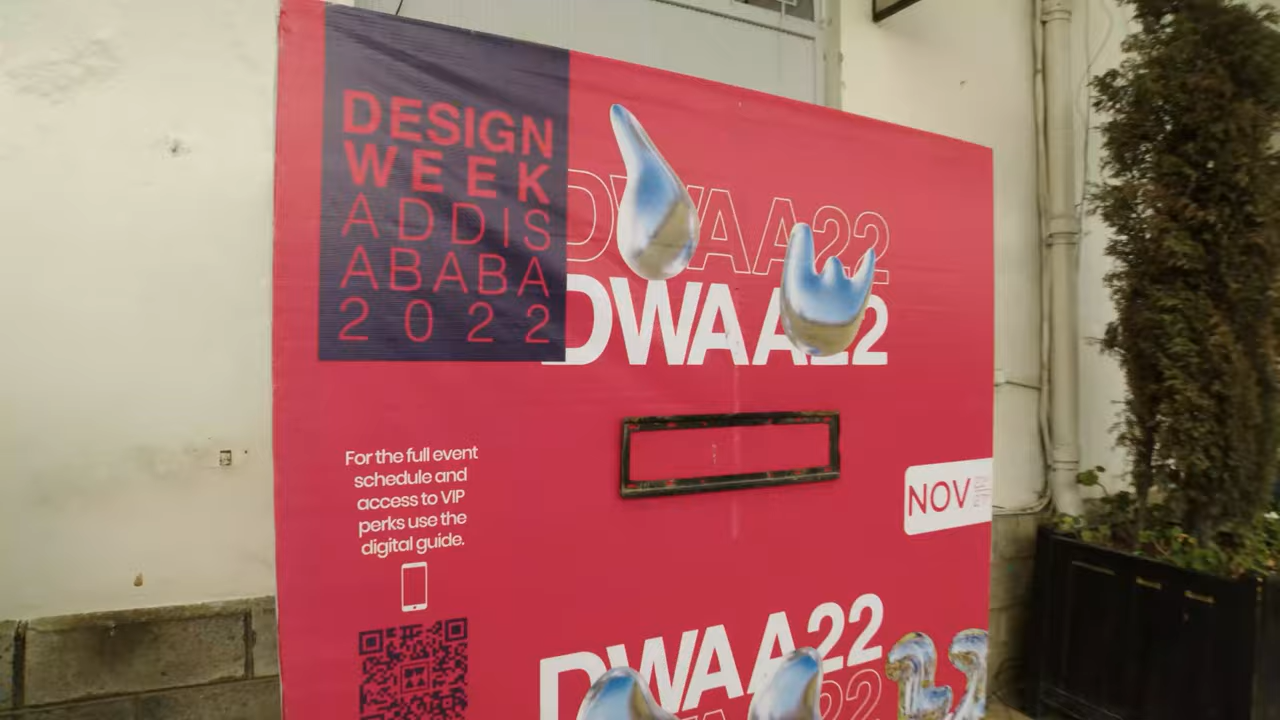 DESIGN
WEEK
ADDIS
ABABA
2022
DWAA22
DWAA22
For the full event
schedule and
access to VIP
perks use the
digital guide.
NOV
DWAA22
22